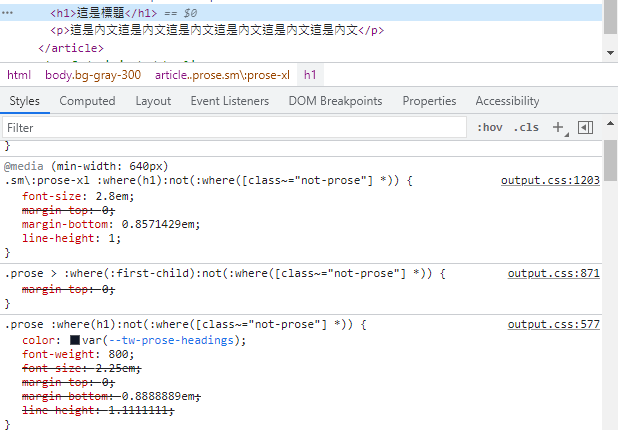 ··· <h1>這是標題</h1> == $0
<p>這是內文這是內文這是內文這是內文這是內文這是內文</p>
</article>
html body.bg-gray-300 article..prose.sm\:prose-xl h1
Styles Computed Layout Event Listeners DOM Breakpoints Properties Accessibility
Filter :hov .cls
}
@media (min-width: 640px)
.sm\:prose-xl :where(h1):not(:where([class~="not-prose"] *)) { output.css:1203
font-size: 2.8em;
margin-top: 0;
margin-bottom: 0.8571429em;
line-height: 1;
}
.prose > :where(:first-child):not(:where([class~="not-prose"] *)) { output.css:871
margin-top: 0;
}
.prose :where(h1):not(:where([class~="not-prose"] *)) { output.css:577
color: var(--tw-prose-headings);
font-weight: 800;
font-size: 2.25em;
margin-top: 0;
margin-bottom: 0.8888889em;
line-height: 1.1111111;
}